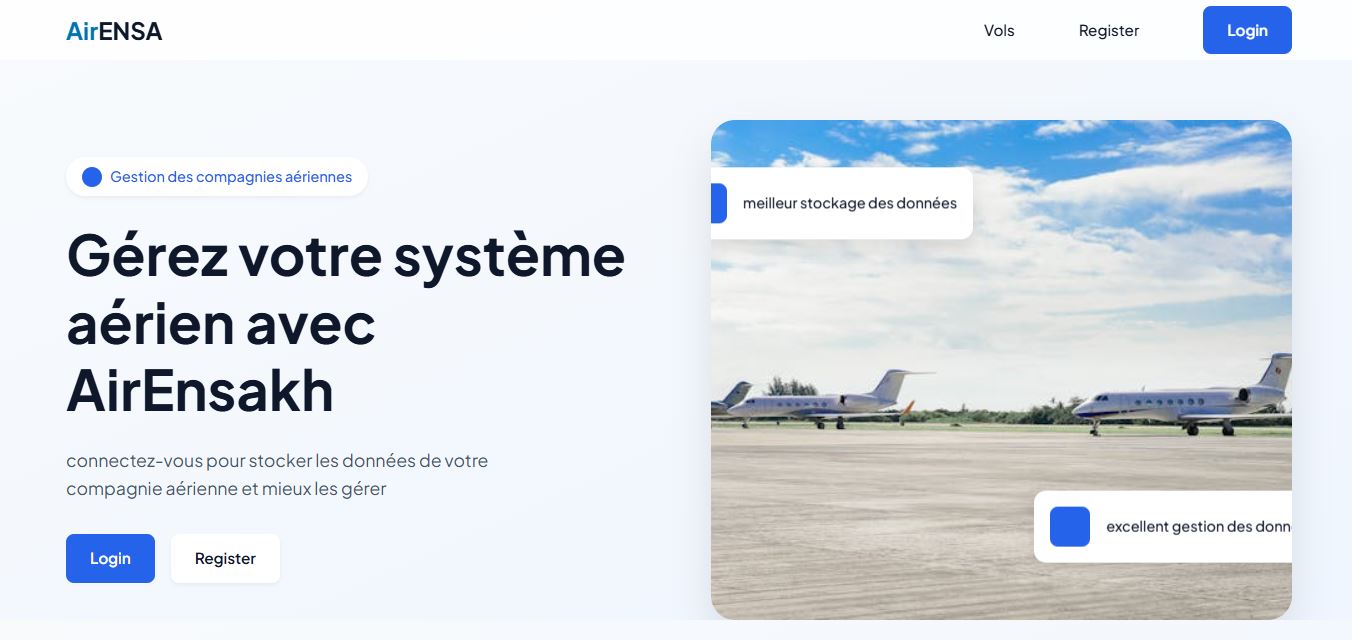 AirENSA
Vols
Register
Login
Gestion des compagnies aériennes
Gérez votre système
aérien avec
AirEnsakh
connectez-vous pour stocker les données de votre
compagnie aérienne et mieux les gérer
Login
Register
meilleur stockage des données
excellent gestion des donn